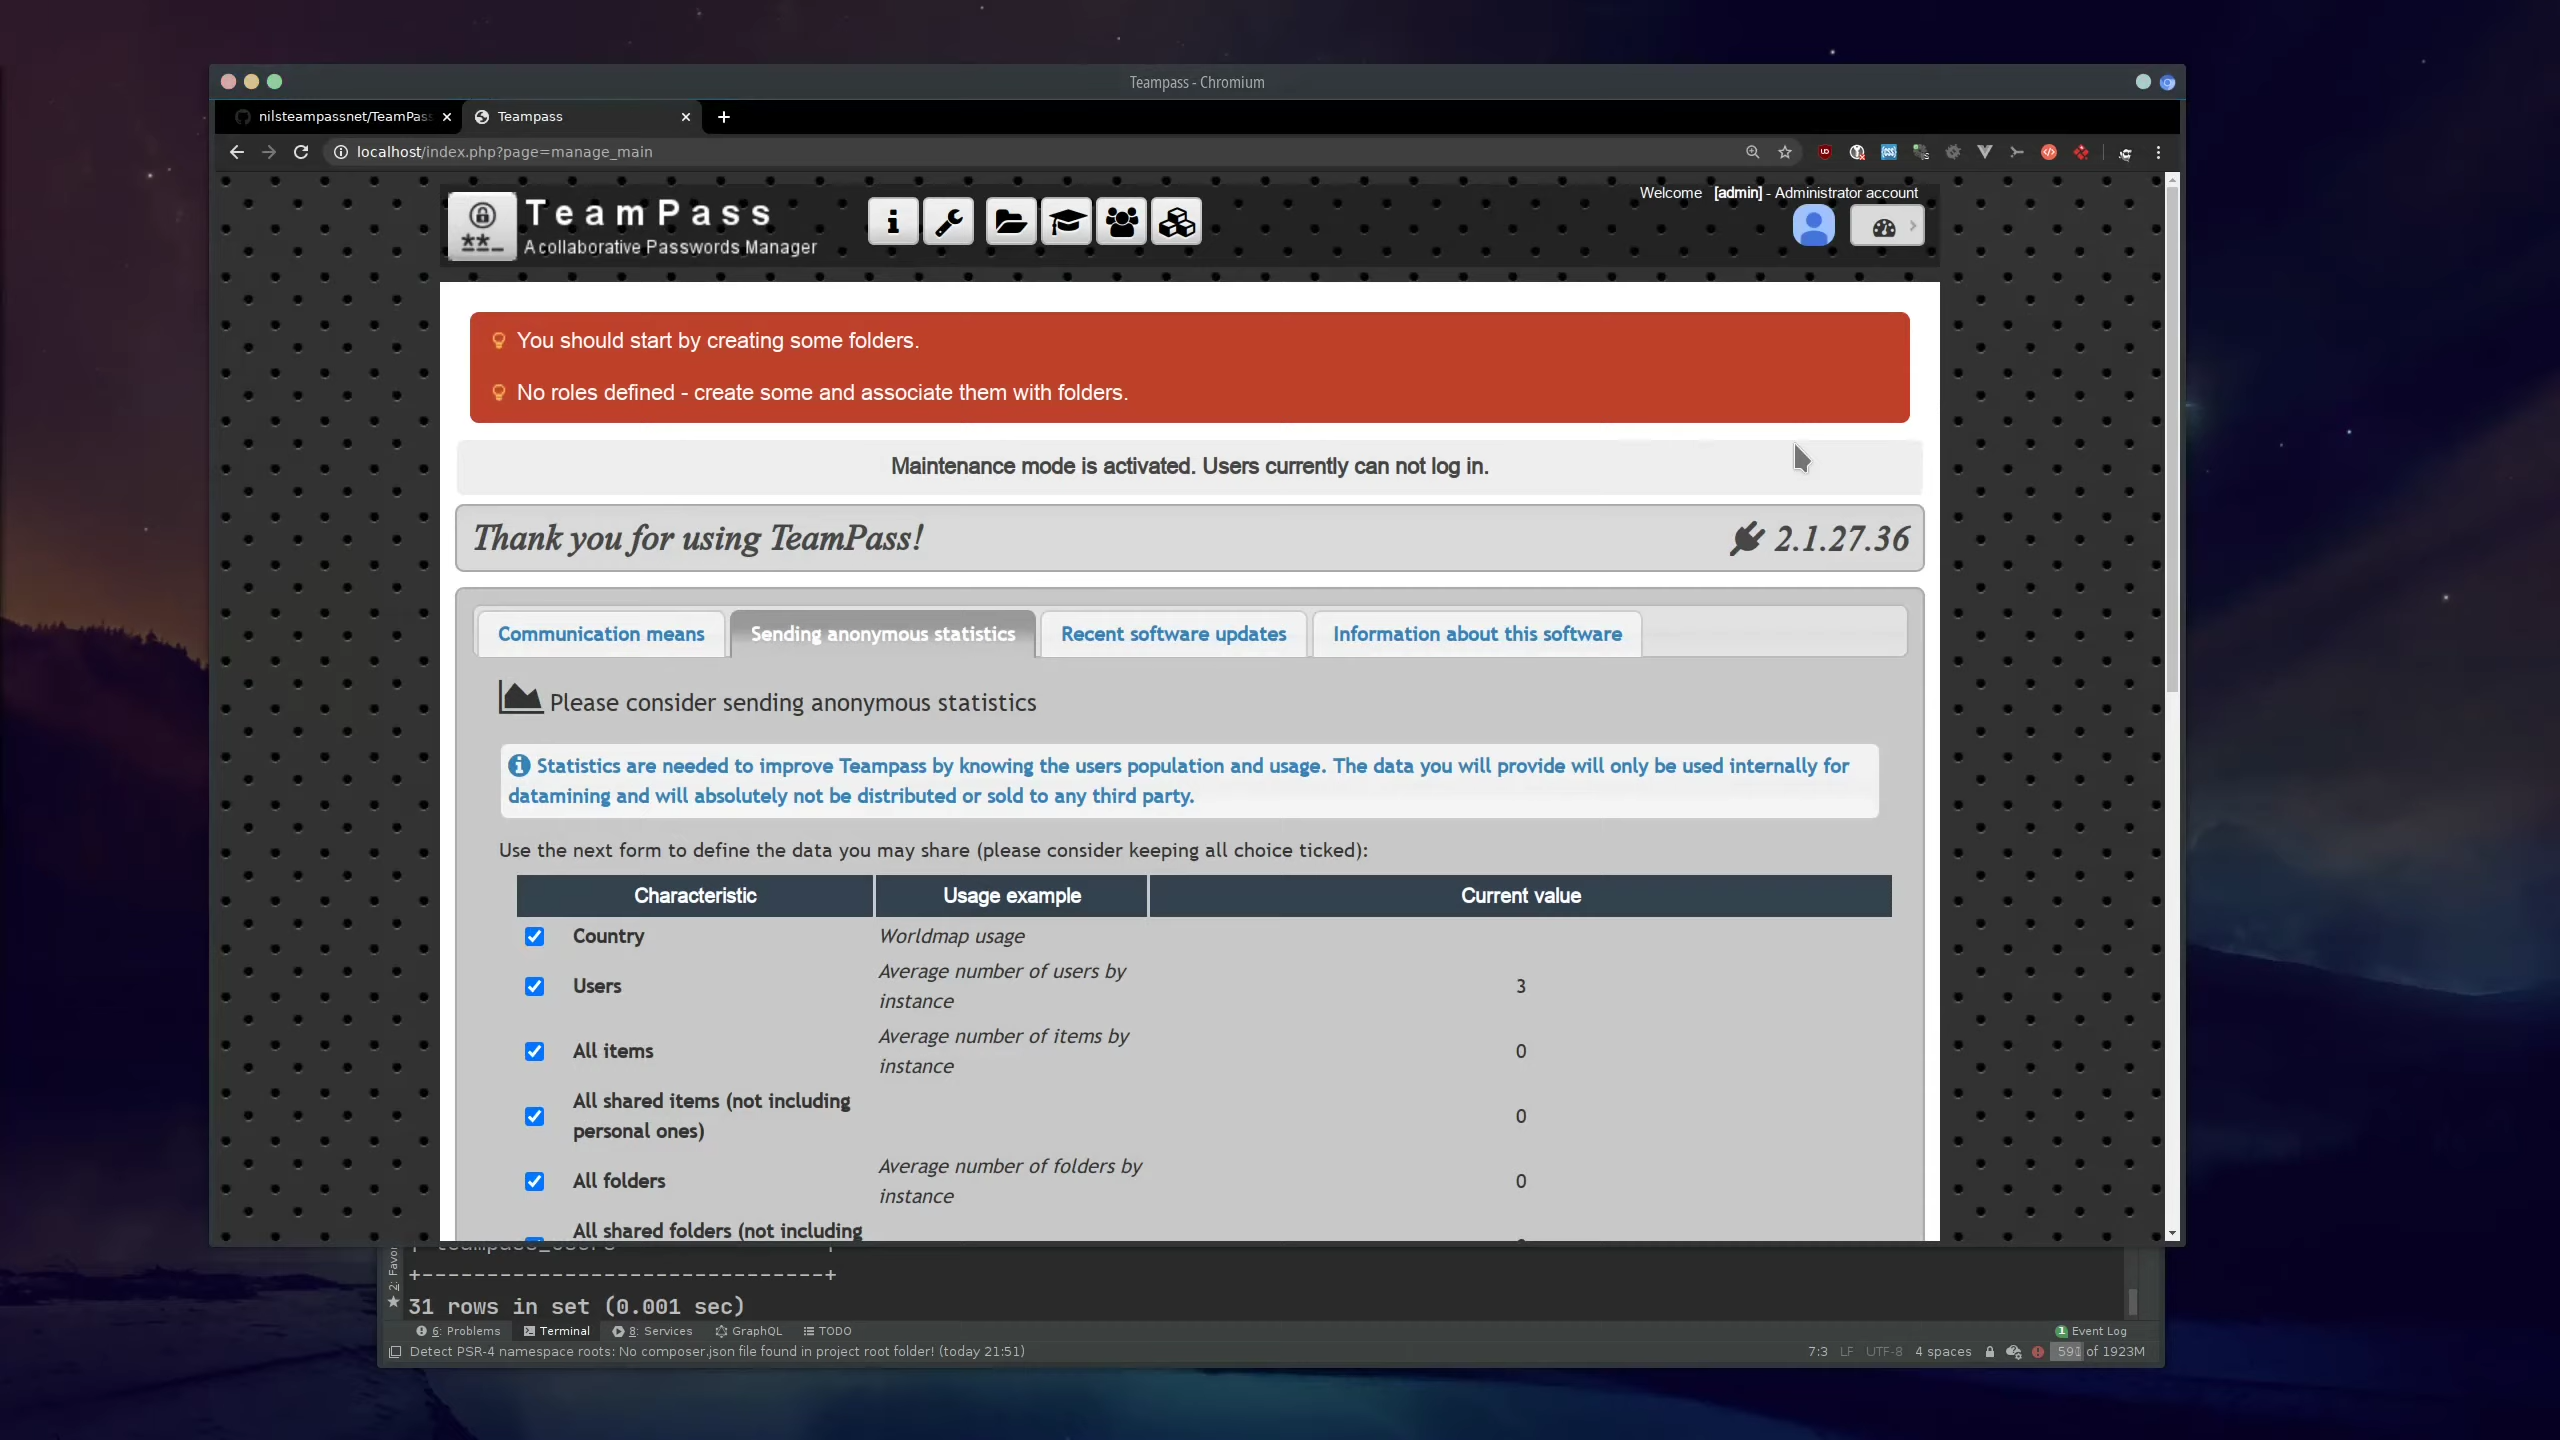 Teampass - Chromium
nilsteampassnet/TeamPas
Teampass
localhost/index.php?page=manage_main
Welcome [admin] - Administrator account
TeamPass
A collaborative Passwords Manager
You should start by creating some folders.
No roles defined - create some and associate them with folders.
Maintenance mode is activated. Users currently can not log in.
Thank you for using TeamPass!
2.1.27.36
Communication means
Sending anonymous statistics
Recent software updates
Information about this software
Please consider sending anonymous statistics
Statistics are needed to improve Teampass by knowing the users population and usage. The data you will provide will only be used internally for
datamining and will absolutely not be distributed or sold to any third party.
Use the next form to define the data you may share (please consider keeping all choice ticked):
Characteristic Usage example Current value
Country Worldmap usage
Average number of users by
Users 3
instance
Average number of items by
All items 0
instance
All shared items (not including
0
personal ones)
Average number of folders by
All folders 0
instance
All shared folders (not including
+-------------------------------+
31 rows in set (0.001 sec)
2: Favor
6: Problems Terminal 8: Services GraphQL TODO
1 Event Log
Detect PSR-4 namespace roots: No composer.json file found in project root folder! (today 21:51)
7:3 LF UTF-8 4 spaces 591 of 1923M